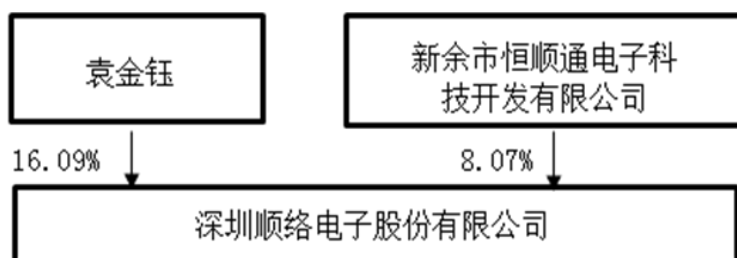 袁金钰
新余市恒顺通电子科
技开发有限公司
16.09%
8.07%
深圳顺络电子股份有限公司